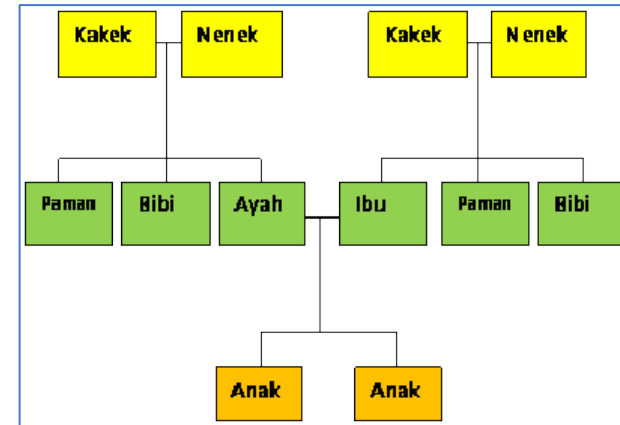 Kakek Nenek Kakek Nenek
Paman Bibi Ayah Ibu Paman Bibi
Anak Anak